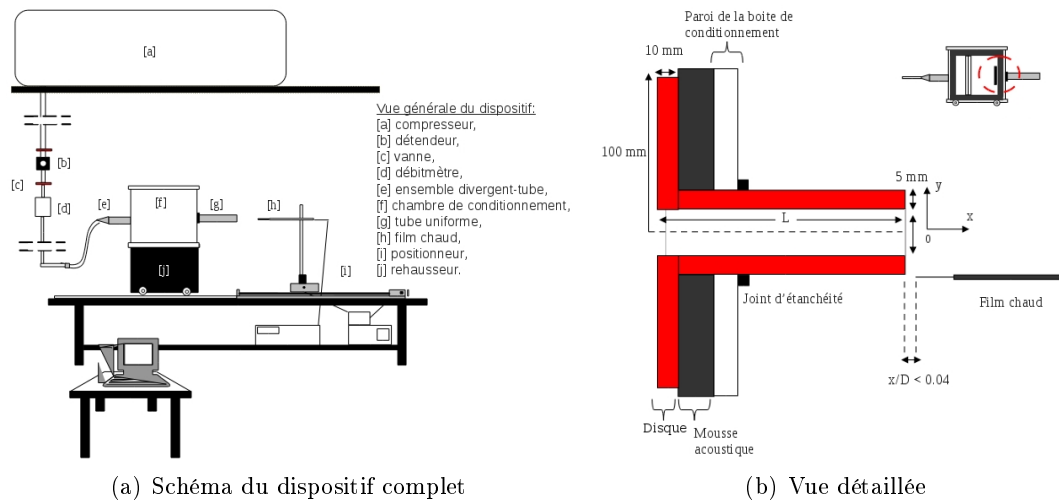 [a]
[b]
[c]
[d]
[e]
[f]
[g]
[h]
[i]
[j]
Vue générale du dispositif:
[a] compresseur,
[b] détendeur,
[c] vanne,
[d] débitmètre,
[e] ensemble divergent-tube,
[f] chambre de conditionnement,
[g] tube uniforme,
[h] film chaud,
[i] positionneur,
[j] rehausseur.
(a) Schéma du dispositif complet
Paroi de la boite de
conditionnement
10 mm
100 mm
5 mm
y
x
0
L
Joint d'étanchéité
Film chaud
x/D < 0.04
Disque
Mousse
acoustique
(b) Vue détaillée